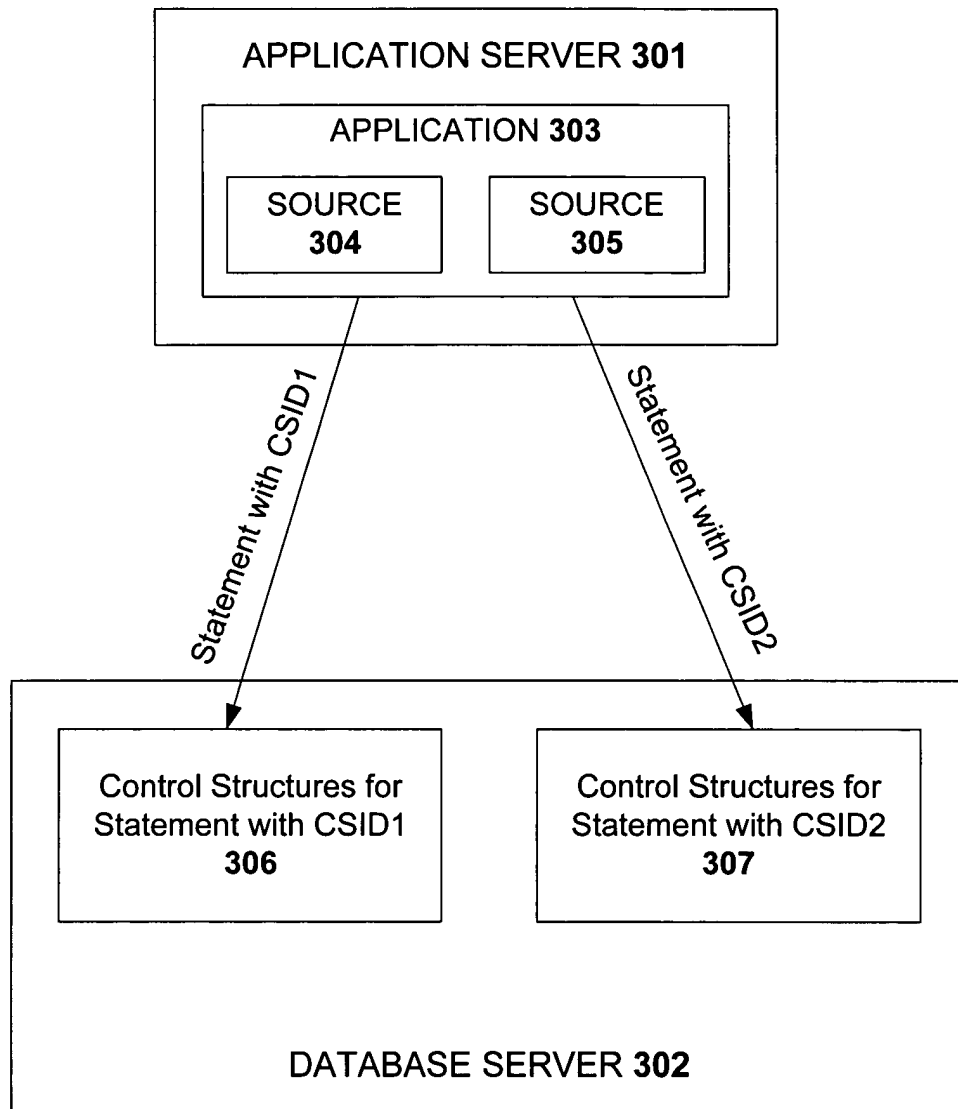 APPLICATION SERVER 301
APPLICATION 303
SOURCE
304
SOURCE
305
Statement with CSID1
Statement with CSID2
Control Structures for
Statement with CSID1
306
Control Structures for
Statement with CSID2
307
DATABASE SERVER 302